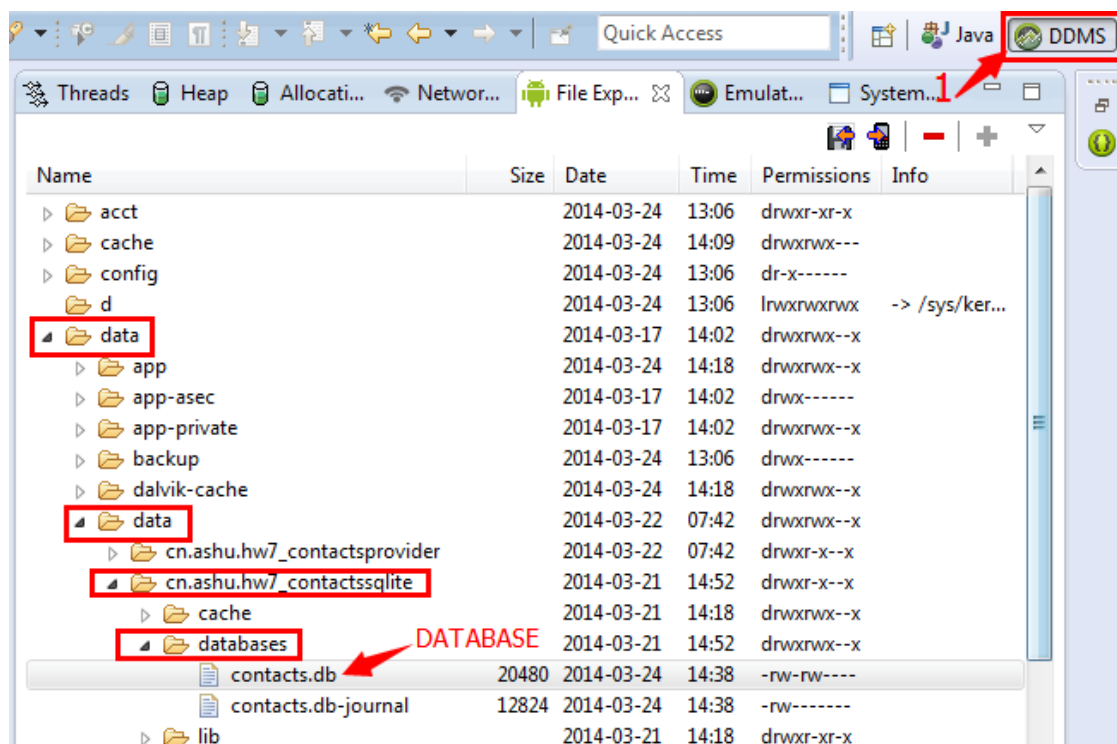 Quick Access
Java
DDMS
Threads Heap Allocati... Networ... File Exp... Emulat... System... 1
Name Size Date Time Permissions Info
acct 2014-03-24 13:06 drwxr-xr-x
cache 2014-03-24 14:09 drwxrwx---
config 2014-03-24 13:06 dr-x------
d 2014-03-24 13:06 lrwxrwxrwx -> /sys/ker...
data 2014-03-17 14:02 drwxrwx--x
app 2014-03-24 14:18 drwxrwx--x
app-asec 2014-03-17 14:02 drwx------
app-private 2014-03-17 14:02 drwxrwx--x
backup 2014-03-24 13:06 drwx------
dalvik-cache 2014-03-24 14:18 drwxrwx--x
data 2014-03-22 07:42 drwxrwx--x
cn.ashu.hw7_contactsprovider 2014-03-22 07:42 drwxr-x--x
cn.ashu.hw7_contactssqlite 2014-03-21 14:52 drwxr-x--x
cache 2014-03-21 14:18 drwxrwx--x
databases DATABASE 2014-03-21 14:52 drwxrwx--x
contacts.db 20480 2014-03-24 14:38 -rw-rw----
contacts.db-journal 12824 2014-03-24 14:38 -rw-------
lib 2014-03-21 14:18 drwxr-xr-x